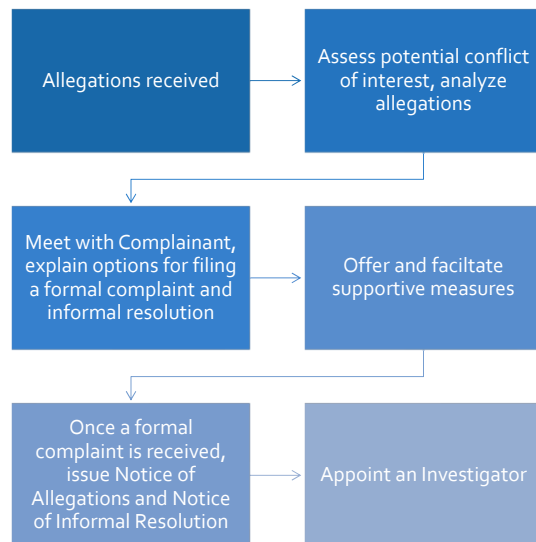 Allegations received
Assess potential conflict
of interest, analyze
allegations
Meet with Complainant,
explain options for filing
a formal complaint and
informal resolution
Offer and faciltate
supportive measures
Once a formal
complaint is received,
issue Notice of
Allegations and Notice
of Informal Resolution
Appoint an Investigator